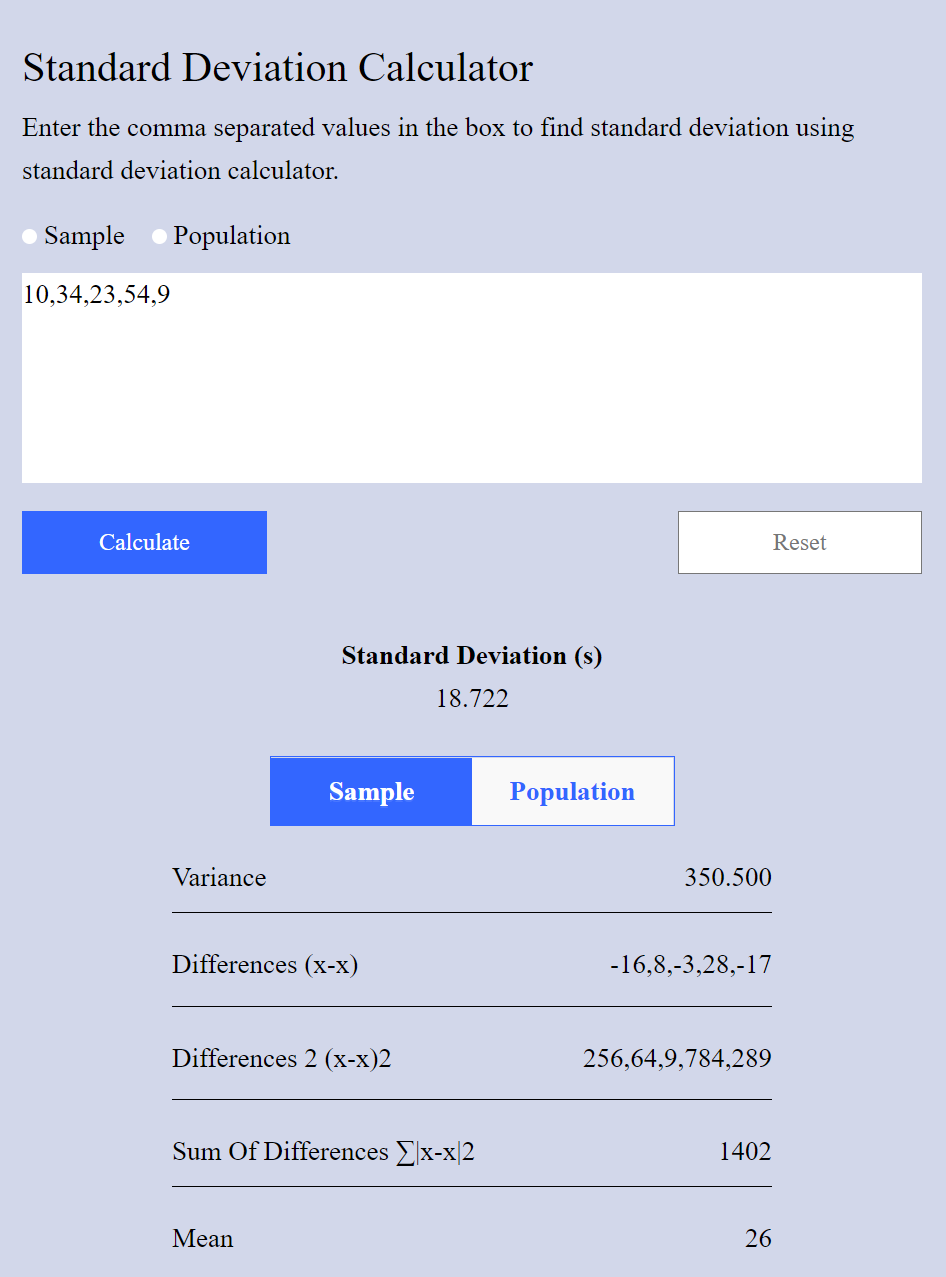 Standard Deviation Calculator
Enter the comma separated values in the box to find standard deviation using
standard deviation calculator.
Sample Population
10,34,23,54,9
Calculate Reset
Standard Deviation (s)
18.722
Sample Population
Variance 350.500
Differences (x-x) -16,8,-3,28,-17
Differences 2 (x-x)2 256,64,9,784,289
Sum Of Differences ∑|x-x|2 1402
Mean 26